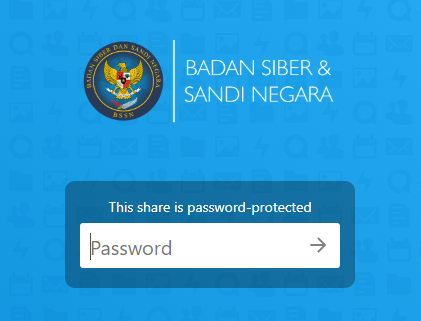 BADAN SIBER DAN SANDI NEGARA
BSSN
BADAN SIBER &
SANDI NEGARA
This share is password-protected
Password